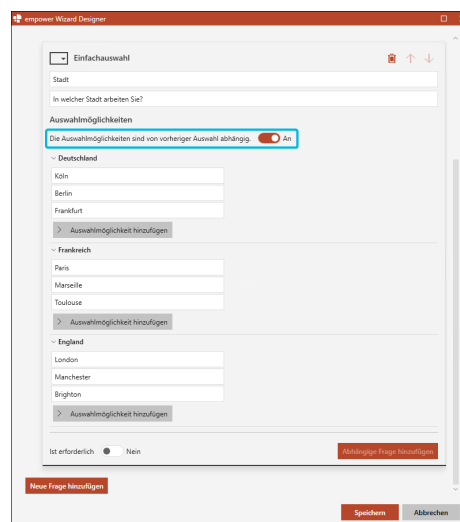 empower Wizard Designer
Einfachauswahl
Stadt
In welcher Stadt arbeiten Sie?
Auswahlmöglichkeiten
Die Auswahlmöglichkeiten sind von vorheriger Auswahl abhängig. An
Deutschland
Köln
Berlin
Frankfurt
Auswahlmöglichkeit hinzufügen
Frankreich
Paris
Marseille
Toulouse
Auswahlmöglichkeit hinzufügen
England
London
Manchester
Brighton
Auswahlmöglichkeit hinzufügen
Ist erforderlich Nein Abhängige Frage hinzufügen
Neue Frage hinzufügen
Speichern Abbrechen